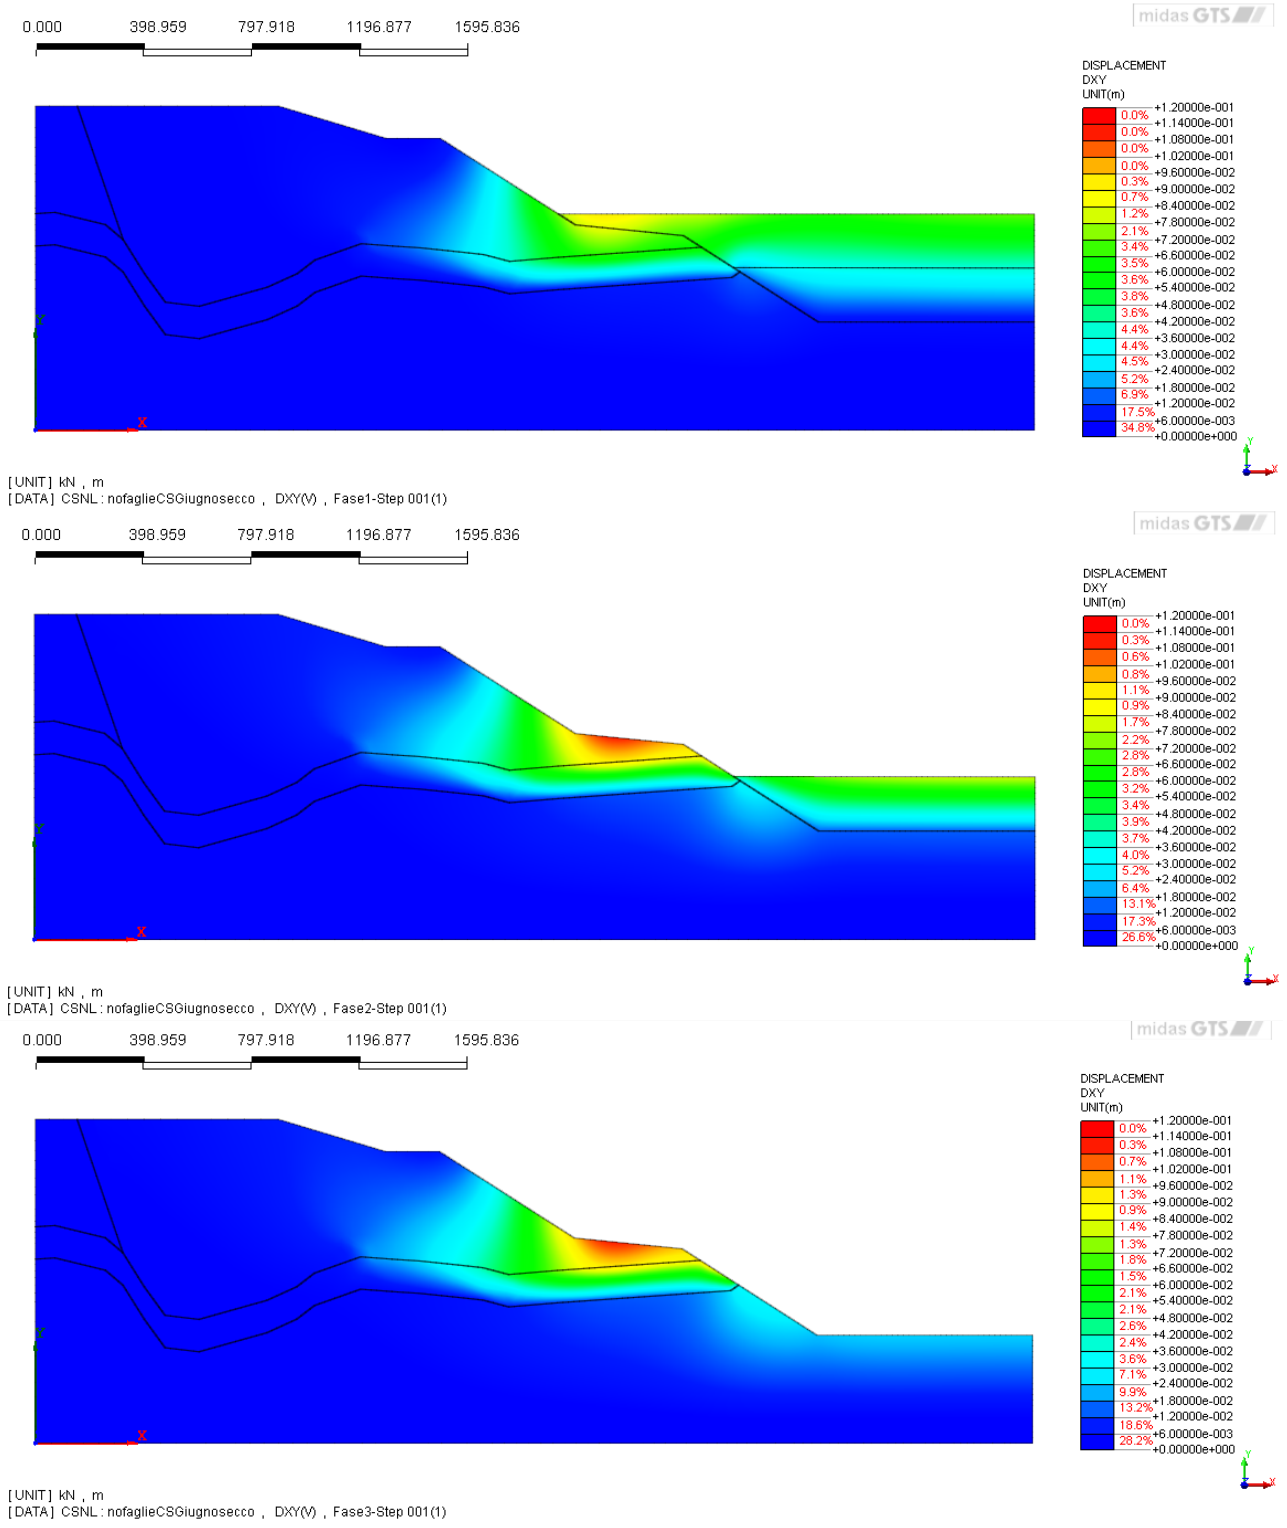 0.000 398.959 797.918 1196.877 1595.836
midas GTS
DISPLACEMENT
DXY
UNIT(m)
+1.20000e-001
0.0%
+1.14000e-001
0.0%
+1.08000e-001
0.0%
+1.02000e-001
0.0%
+9.60000e-002
0.3%
+9.00000e-002
0.7%
+8.40000e-002
1.2%
+7.80000e-002
2.1%
+7.20000e-002
3.4%
+6.60000e-002
3.5%
+6.00000e-002
3.6%
+5.40000e-002
3.8%
+4.80000e-002
3.6%
+4.20000e-002
4.4%
+3.60000e-002
4.4%
+3.00000e-002
4.5%
+2.40000e-002
5.2%
+1.80000e-002
6.9%
+1.20000e-002
17.5%
+6.00000e-003
34.8%
+0.00000e+000
Y
X
Y
X
[UNIT] kN , m
[DATA] CSNL : nofaglieCSGiugnosecco , DXY(V) , Fase1-Step 001(1)
0.000 398.959 797.918 1196.877 1595.836
midas GTS
DISPLACEMENT
DXY
UNIT(m)
+1.20000e-001
0.0%
+1.14000e-001
0.3%
+1.08000e-001
0.6%
+1.02000e-001
0.8%
+9.60000e-002
1.1%
+9.00000e-002
0.9%
+8.40000e-002
1.7%
+7.80000e-002
2.2%
+7.20000e-002
2.8%
+6.60000e-002
2.8%
+6.00000e-002
3.2%
+5.40000e-002
3.4%
+4.80000e-002
3.9%
+4.20000e-002
3.7%
+3.60000e-002
4.0%
+3.00000e-002
5.2%
+2.40000e-002
6.4%
+1.80000e-002
13.1%
+1.20000e-002
17.3%
+6.00000e-003
26.6%
+0.00000e+000
Y
X
Y
X
[UNIT] kN , m
[DATA] CSNL : nofaglieCSGiugnosecco , DXY(V) , Fase2-Step 001(1)
0.000 398.959 797.918 1196.877 1595.836
midas GTS
DISPLACEMENT
DXY
UNIT(m)
+1.20000e-001
0.0%
+1.14000e-001
0.3%
+1.08000e-001
0.7%
+1.02000e-001
1.1%
+9.60000e-002
1.3%
+9.00000e-002
0.9%
+8.40000e-002
1.4%
+7.80000e-002
1.3%
+7.20000e-002
1.8%
+6.60000e-002
1.5%
+6.00000e-002
2.1%
+5.40000e-002
2.1%
+4.80000e-002
2.6%
+4.20000e-002
2.4%
+3.60000e-002
3.6%
+3.00000e-002
7.1%
+2.40000e-002
9.9%
+1.80000e-002
13.2%
+1.20000e-002
18.6%
+6.00000e-003
28.2%
+0.00000e+000
Y
X
Y
X
[UNIT] kN , m
[DATA] CSNL : nofaglieCSGiugnosecco , DXY(V) , Fase3-Step 001(1)